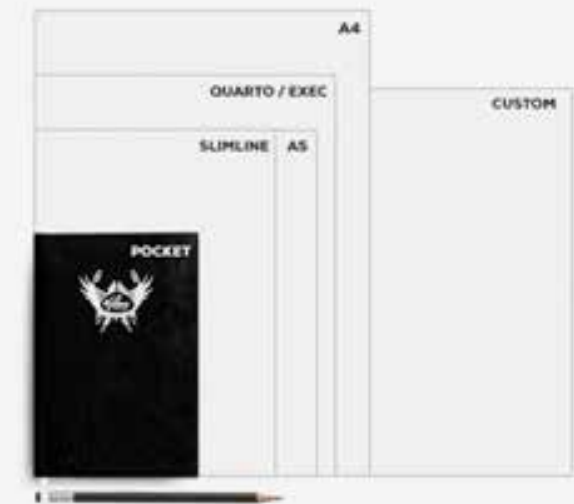 A4
QUARTO / EXEC
CUSTOM
SLIMLINE
A5
POCKET